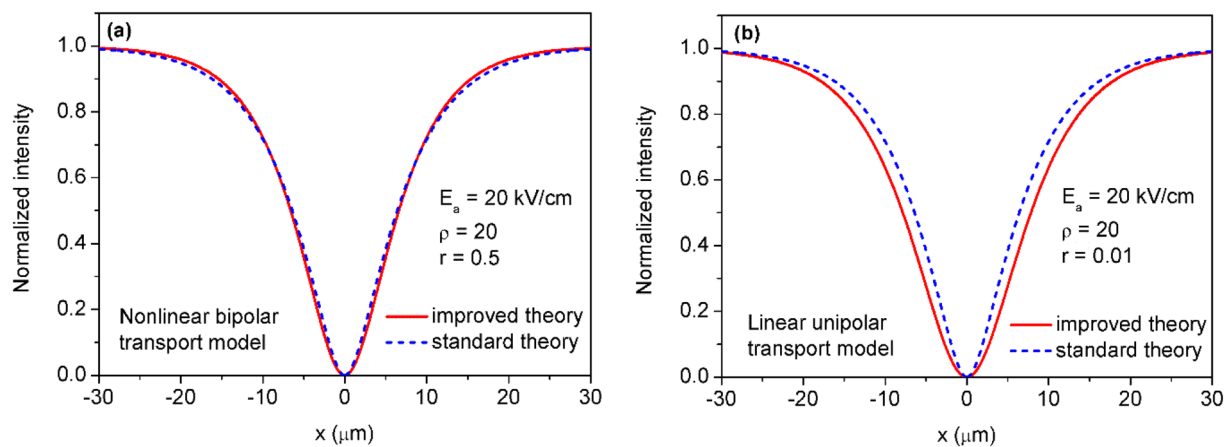 (a)
1.0
0.8
0.6
0.4
0.2
0.0
Normalized intensity
E_a = 20 kV/cm
ρ = 20
r = 0.5
Nonlinear bipolar
transport model
improved theory
standard theory
-30 -20 -10 0 10 20 30
x (μm)
(b)
1.0
0.8
0.6
0.4
0.2
0.0
Normalized intensity
E_a = 20 kV/cm
ρ = 20
r = 0.01
Linear unipolar
transport model
improved theory
standard theory
-30 -20 -10 0 10 20 30
x (μm)